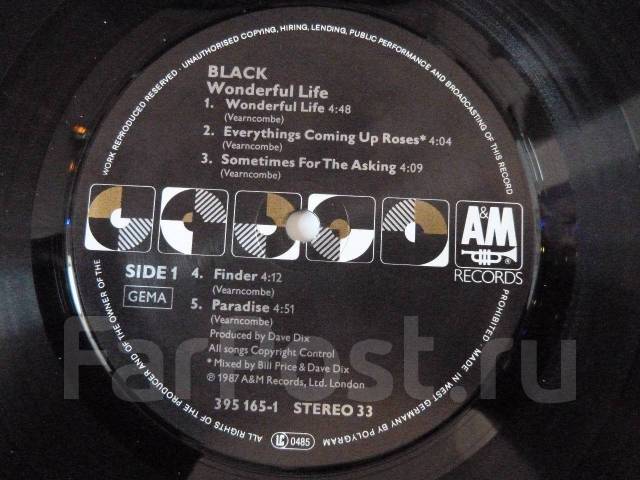 WORK REPRODUCED RESERVED · UNAUTHORISED COPYING, HIRING, LENDING, PUBLIC PERFORMANCE AND BROADCASTING OF THIS RECORD
PROHIBITED · MADE IN WEST GERMANY BY POLYGRAM
ALL RIGHTS OF THE PRODUCER AND OF THE OWNER OF THE
BLACK
Wonderful Life
1. Wonderful Life 4:48
(Vearncombe)
2. Everythings Coming Up Roses* 4:04
(Vearncombe)
3. Sometimes For The Asking 4:09
(Vearncombe)
A&M
RECORDS
SIDE 1
GEMA
4. Finder 4:12
(Vearncombe)
5. Paradise 4:51
(Vearncombe)
Produced by Dave Dix
All songs Copyright Control
* Mixed by Bill Price & Dave Dix
℗ 1987 A&M Records, Ltd. London
395 165-1 STEREO 33
LC 0485
FarPost.ru